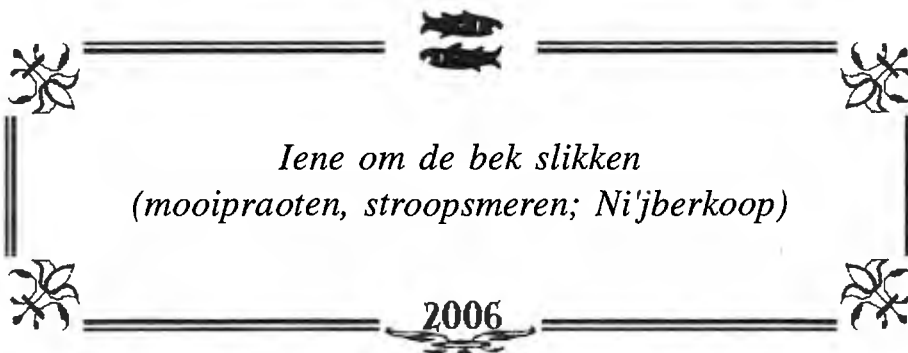 Iene om de bek slikken
(mooipraoten, stroopsmeren; Ni'jberkoop)
2006